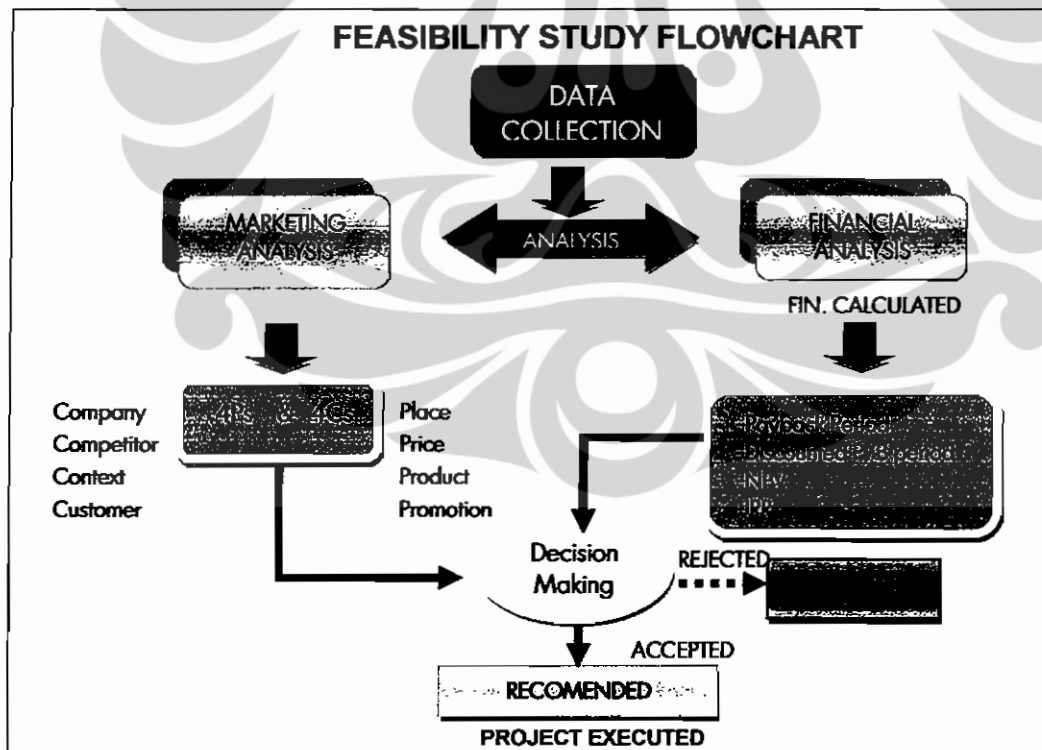 FEASIBILITY STUDY FLOWCHART
DATA
COLLECTION
MARKETING
ANALYSIS
ANALYSIS
FINANCIAL
ANALYSIS
FIN. CALCULATED
Company
Competitor
Context
Customer
4Ps & 4Cs
Place
Price
Product
Promotion
Payback Period
period
NPV
IRR
Decision
Making
REJECTED
ACCEPTED
RECOMENDED
PROJECT EXECUTED